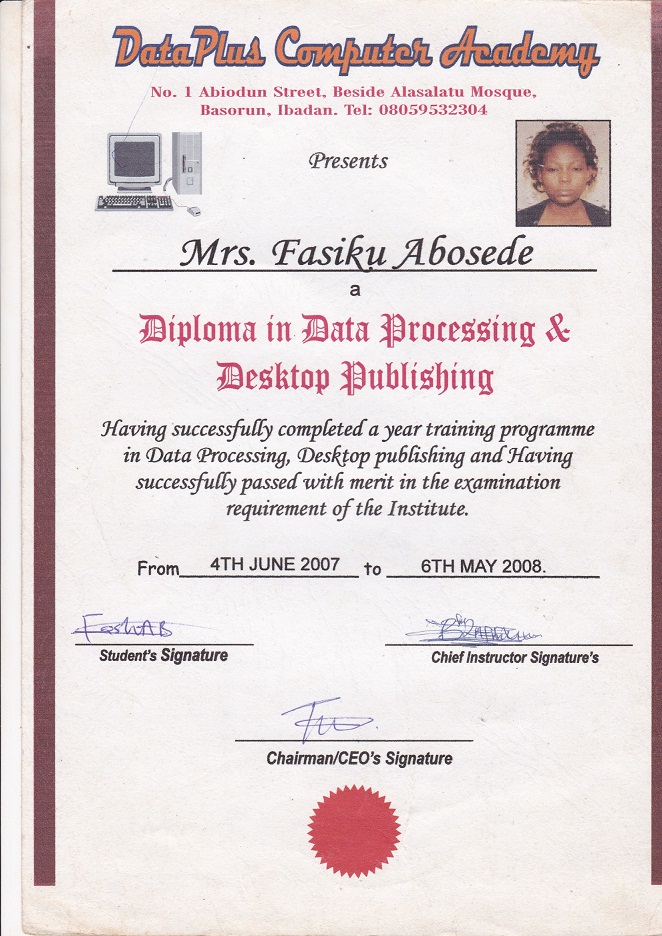 DataPlus Computer Academy
No. 1 Abiodun Street, Beside Alasalatu Mosque,
Basorun, Ibadan. Tel: 08059532304
Presents
Mrs. Fasiku Abosede
a
Diploma in Data Processing &
Desktop Publishing
Having successfully completed a year training programme
in Data Processing, Desktop publishing and Having
successfully passed with merit in the examination
requirement of the Institute.
From 4TH JUNE 2007 to 6TH MAY 2008.
Student's Signature
Chief Instructor Signature's
Chairman/CEO's Signature